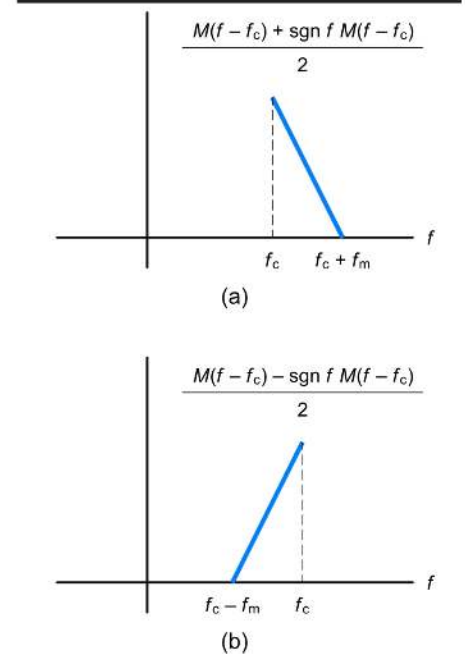 M(f – fc) + sgn f M(f – fc)
2
f
fc fc + fm
(a)
M(f – fc) – sgn f M(f – fc)
2
f
fc – fm fc
(b)